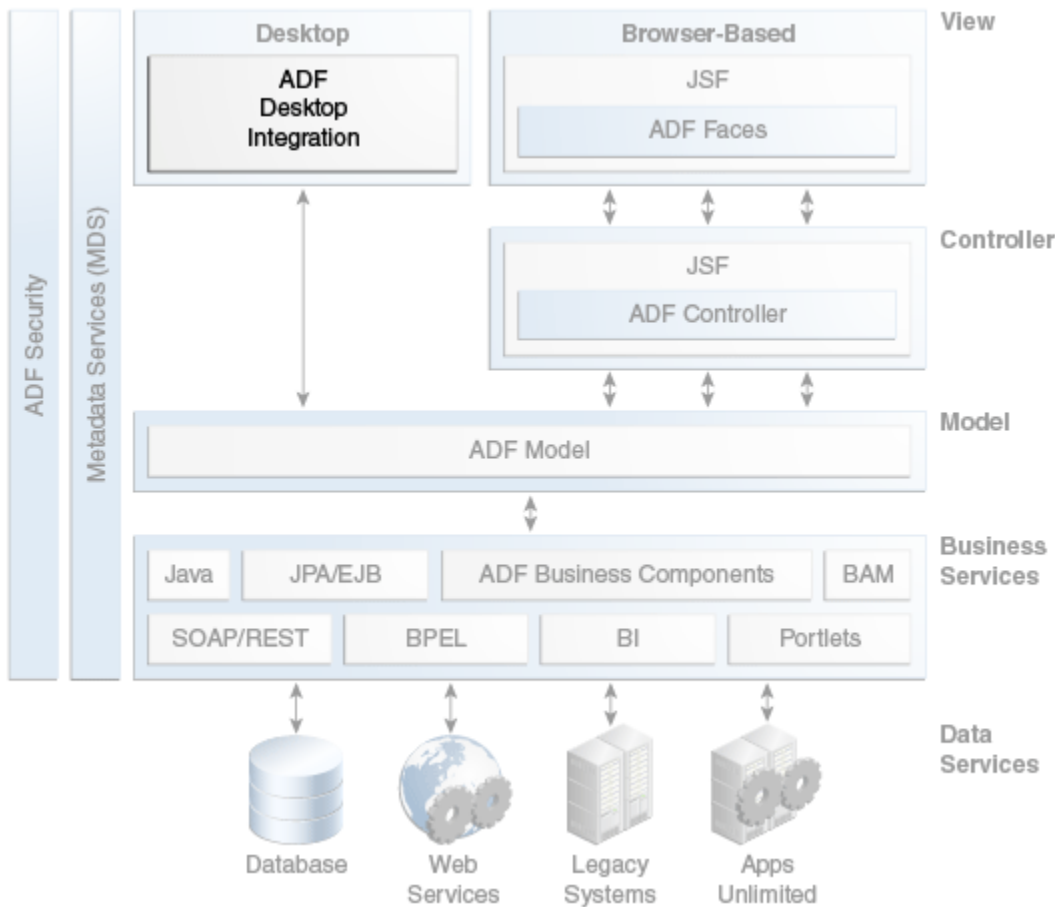 ADF Security
Metadata Services (MDS)
Desktop
ADF
Desktop
Integration
Browser-Based
JSF
ADF Faces
View
JSF
ADF Controller
Controller
ADF Model
Model
Java
JPA/EJB
ADF Business Components
BAM
SOAP/REST
BPEL
BI
Portlets
Business
Services
Database
Web
Services
Legacy
Systems
Apps
Unlimited
Data
Services